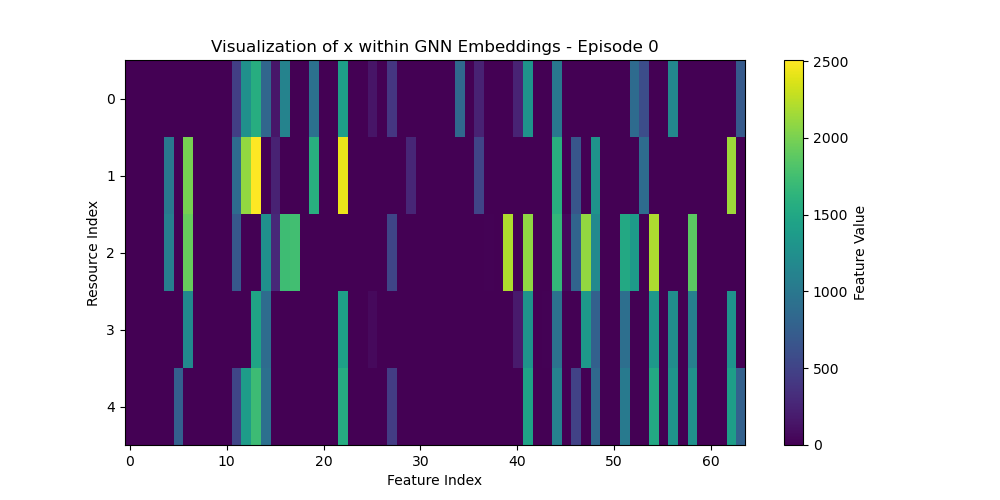 Visualization of x within GNN Embeddings - Episode 0
0
1
2
3
4
Resource Index
0 10 20 30 40 50 60
Feature Index
2500
2000
1500
1000
500
0
Feature Value